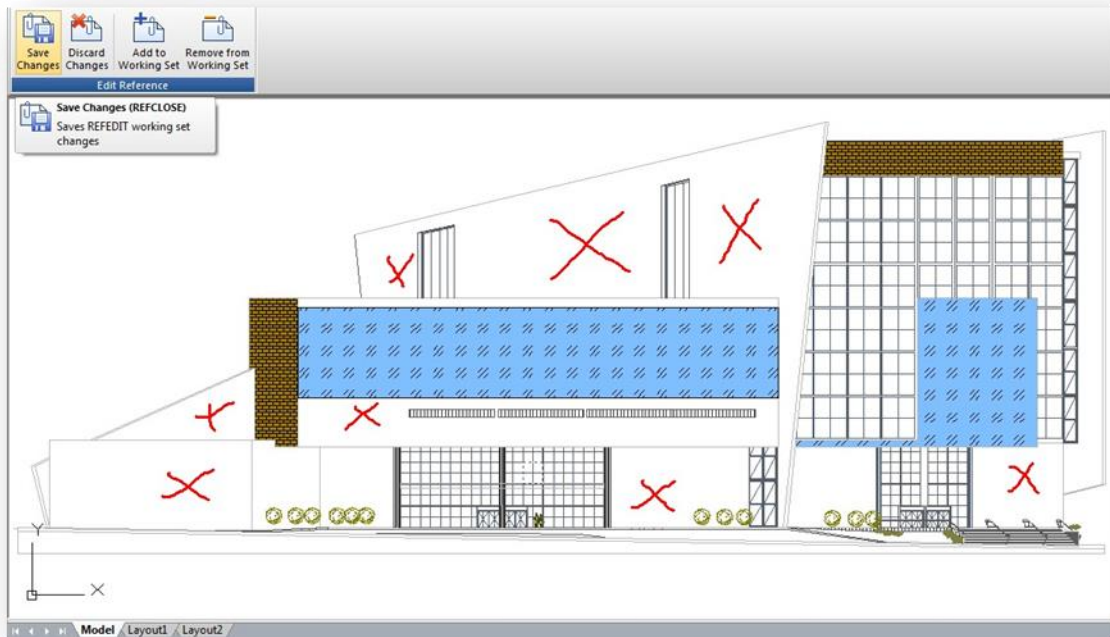 Save
Changes
Discard
Changes
Add to
Working Set
Remove from
Working Set
Edit Reference
Save Changes (REFCLOSE)
Saves REFEDIT working set
changes
Y
X
Model
Layout1
Layout2